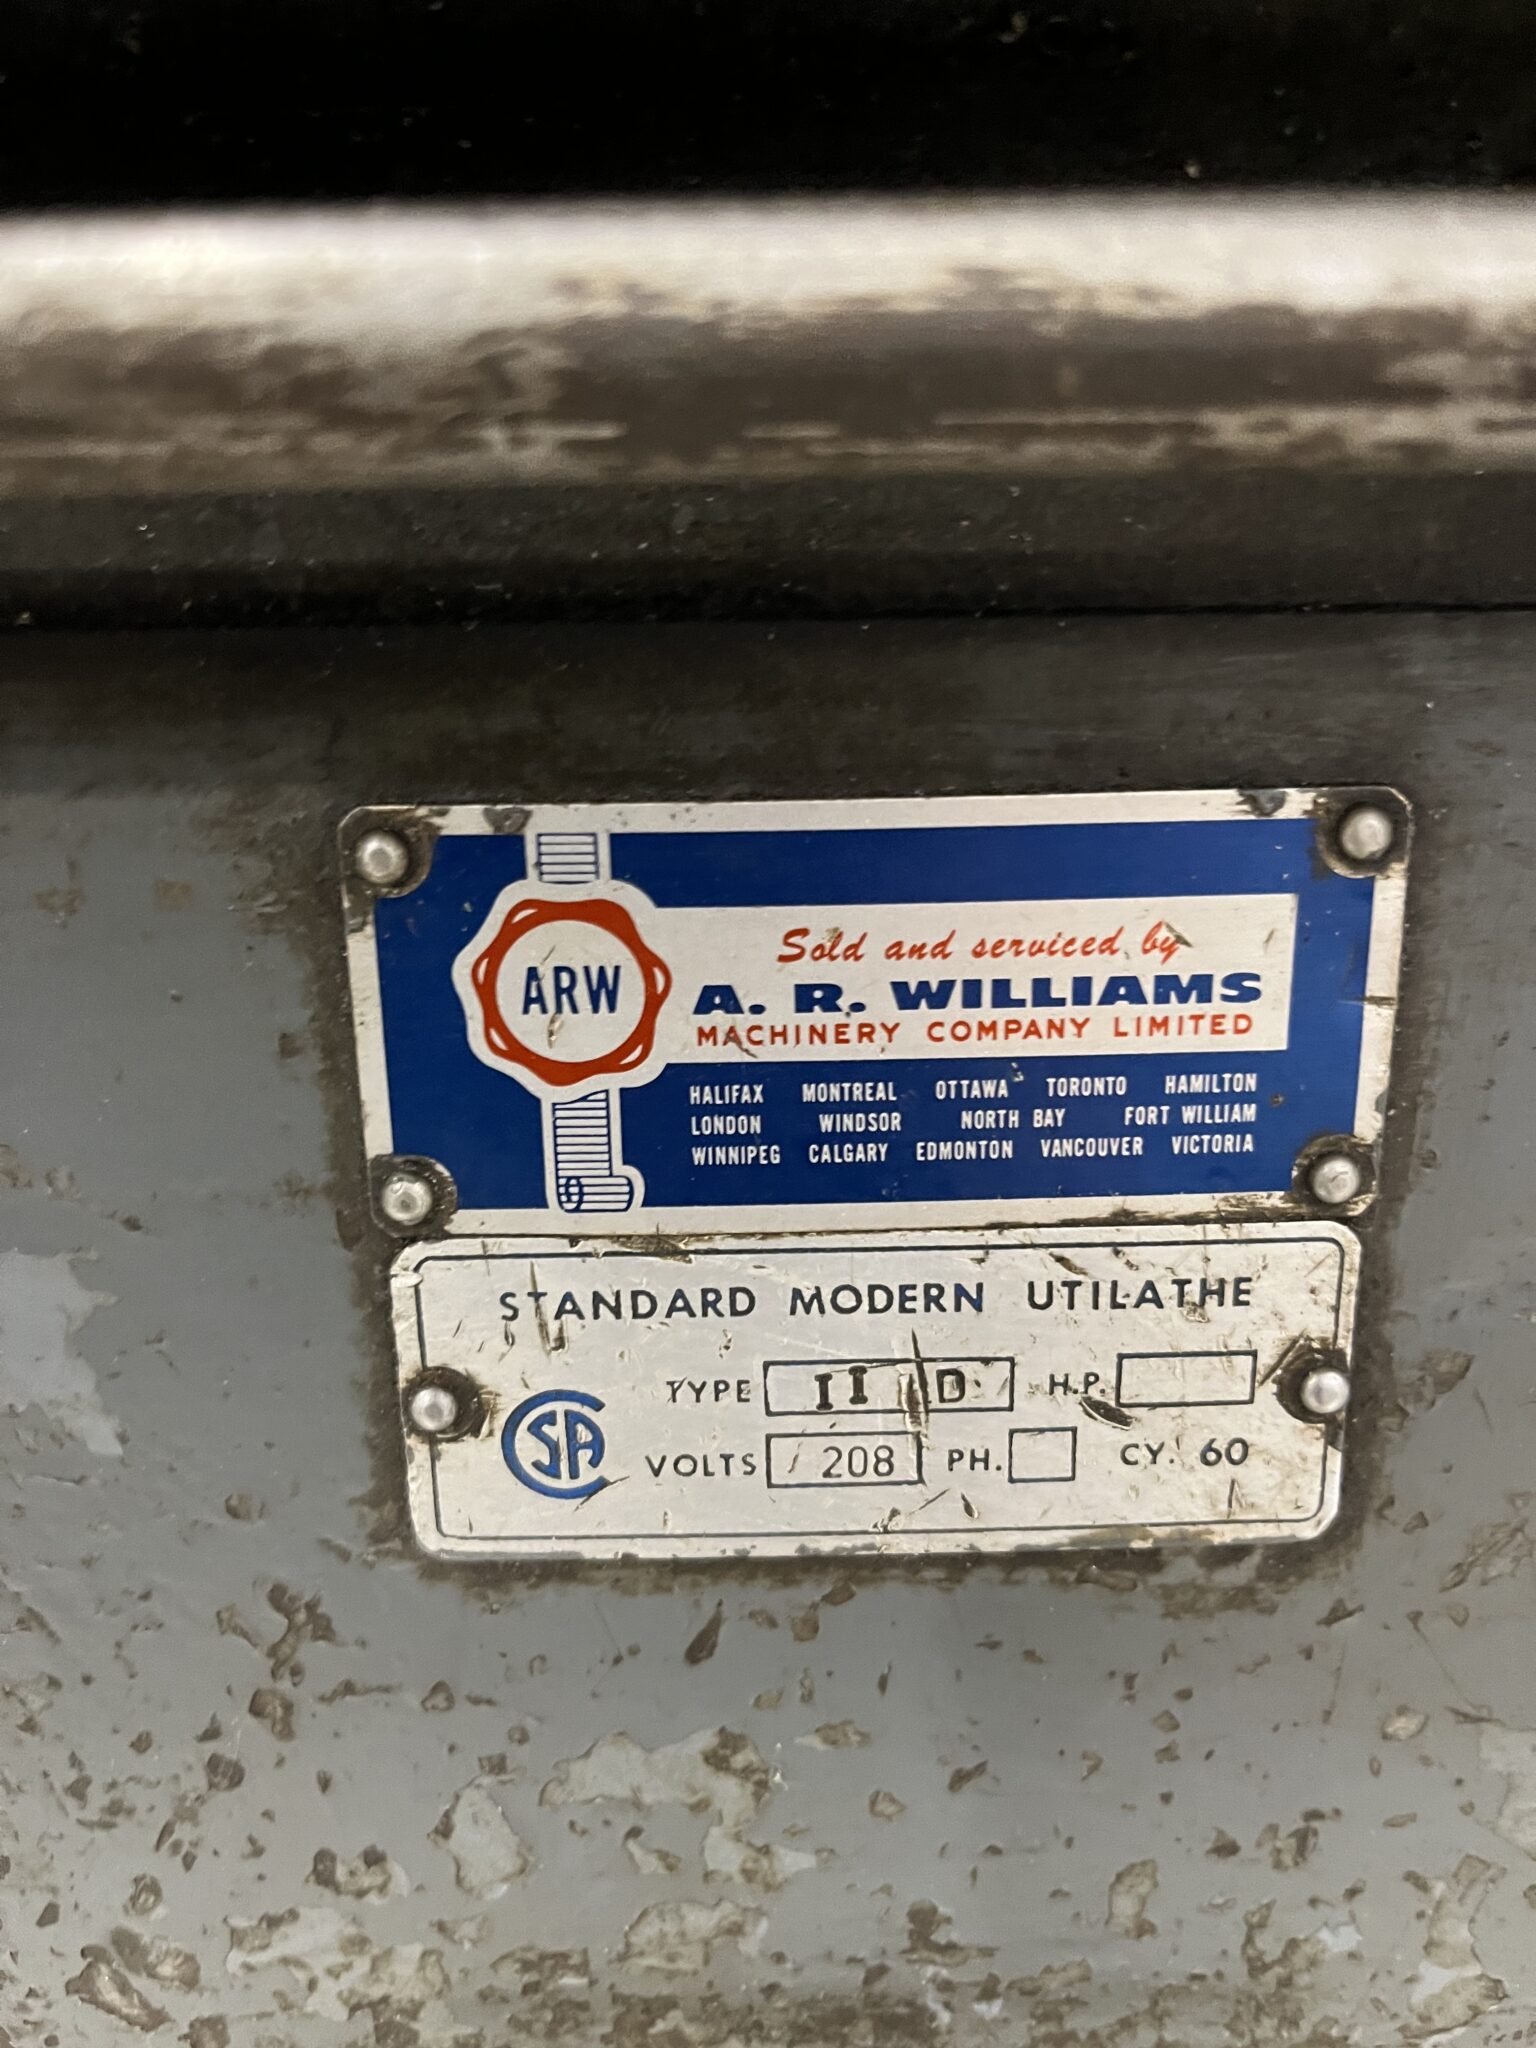 ARW
Sold and serviced by
A. R. WILLIAMS
MACHINERY COMPANY LIMITED
HALIFAX MONTREAL OTTAWA TORONTO HAMILTON
LONDON WINDSOR NORTH BAY FORT WILLIAM
WINNIPEG CALGARY EDMONTON VANCOUVER VICTORIA
STANDARD MODERN UTILATHE
TYPE II D H.P.
CSA
VOLTS 208 PH. CY. 60